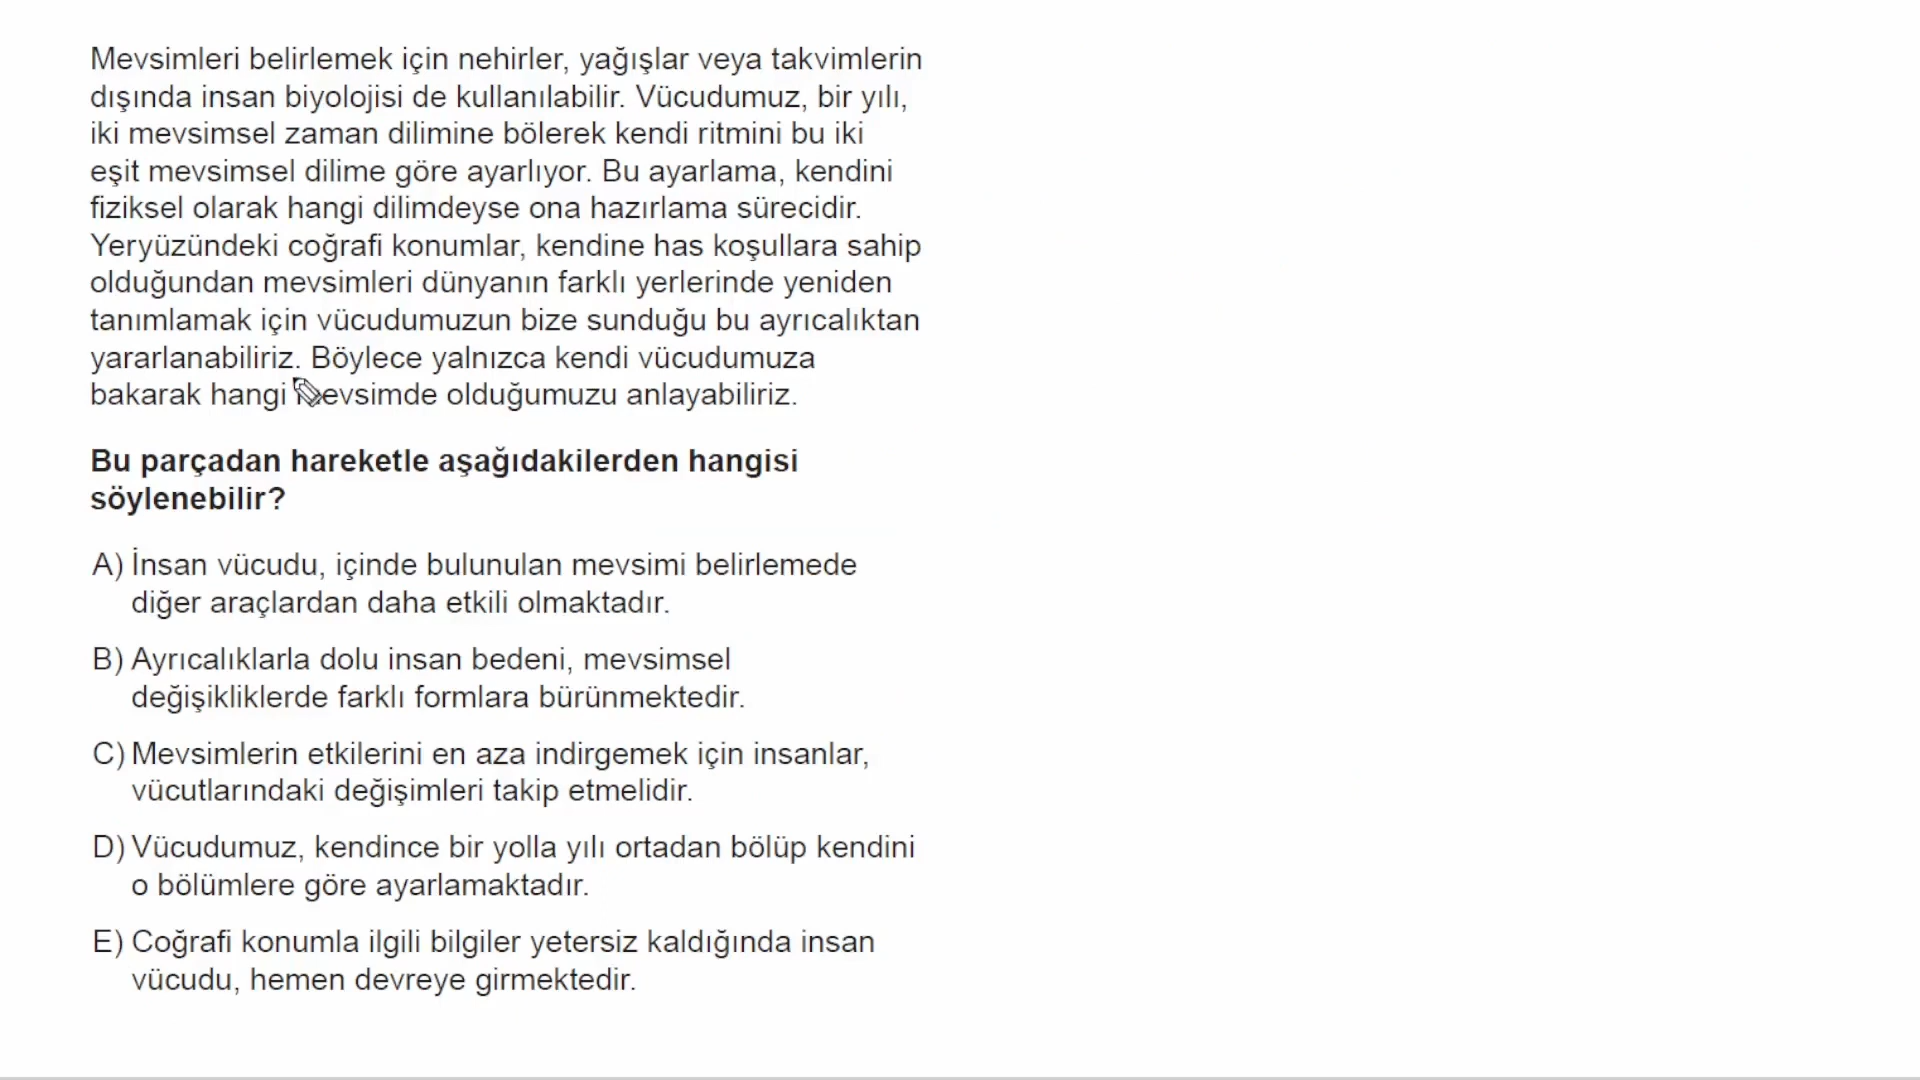 Mevsimleri belirlemek için nehirler, yağışlar veya takvimlerin
dışında insan biyolojisi de kullanılabilir. Vücudumuz, bir yılı,
iki mevsimsel zaman dilimine bölerek kendi ritmini bu iki
eşit mevsimsel dilime göre ayarlıyor. Bu ayarlama, kendini
fiziksel olarak hangi dilimdeyse ona hazırlama sürecidir.
Yeryüzündeki coğrafi konumlar, kendine has koşullara sahip
olduğundan mevsimleri dünyanın farklı yerlerinde yeniden
tanımlamak için vücudumuzun bize sunduğu bu ayrıcalıktan
yararlanabiliriz. Böylece yalnızca kendi vücudumuza
bakarak hangi mevsimde olduğumuzu anlayabiliriz.
Bu parçadan hareketle aşağıdakilerden hangisi
söylenebilir?
A) İnsan vücudu, içinde bulunulan mevsimi belirlemede
diğer araçlardan daha etkili olmaktadır.
B) Ayrıcalıklarla dolu insan bedeni, mevsimsel
değişikliklerde farklı formlara bürünmektedir.
C) Mevsimlerin etkilerini en aza indirgemek için insanlar,
vücutlarındaki değişimleri takip etmelidir.
D) Vücudumuz, kendince bir yolla yılı ortadan bölüp kendini
o bölümlere göre ayarlamaktadır.
E) Coğrafi konumla ilgili bilgiler yetersiz kaldığında insan
vücudu, hemen devreye girmektedir.